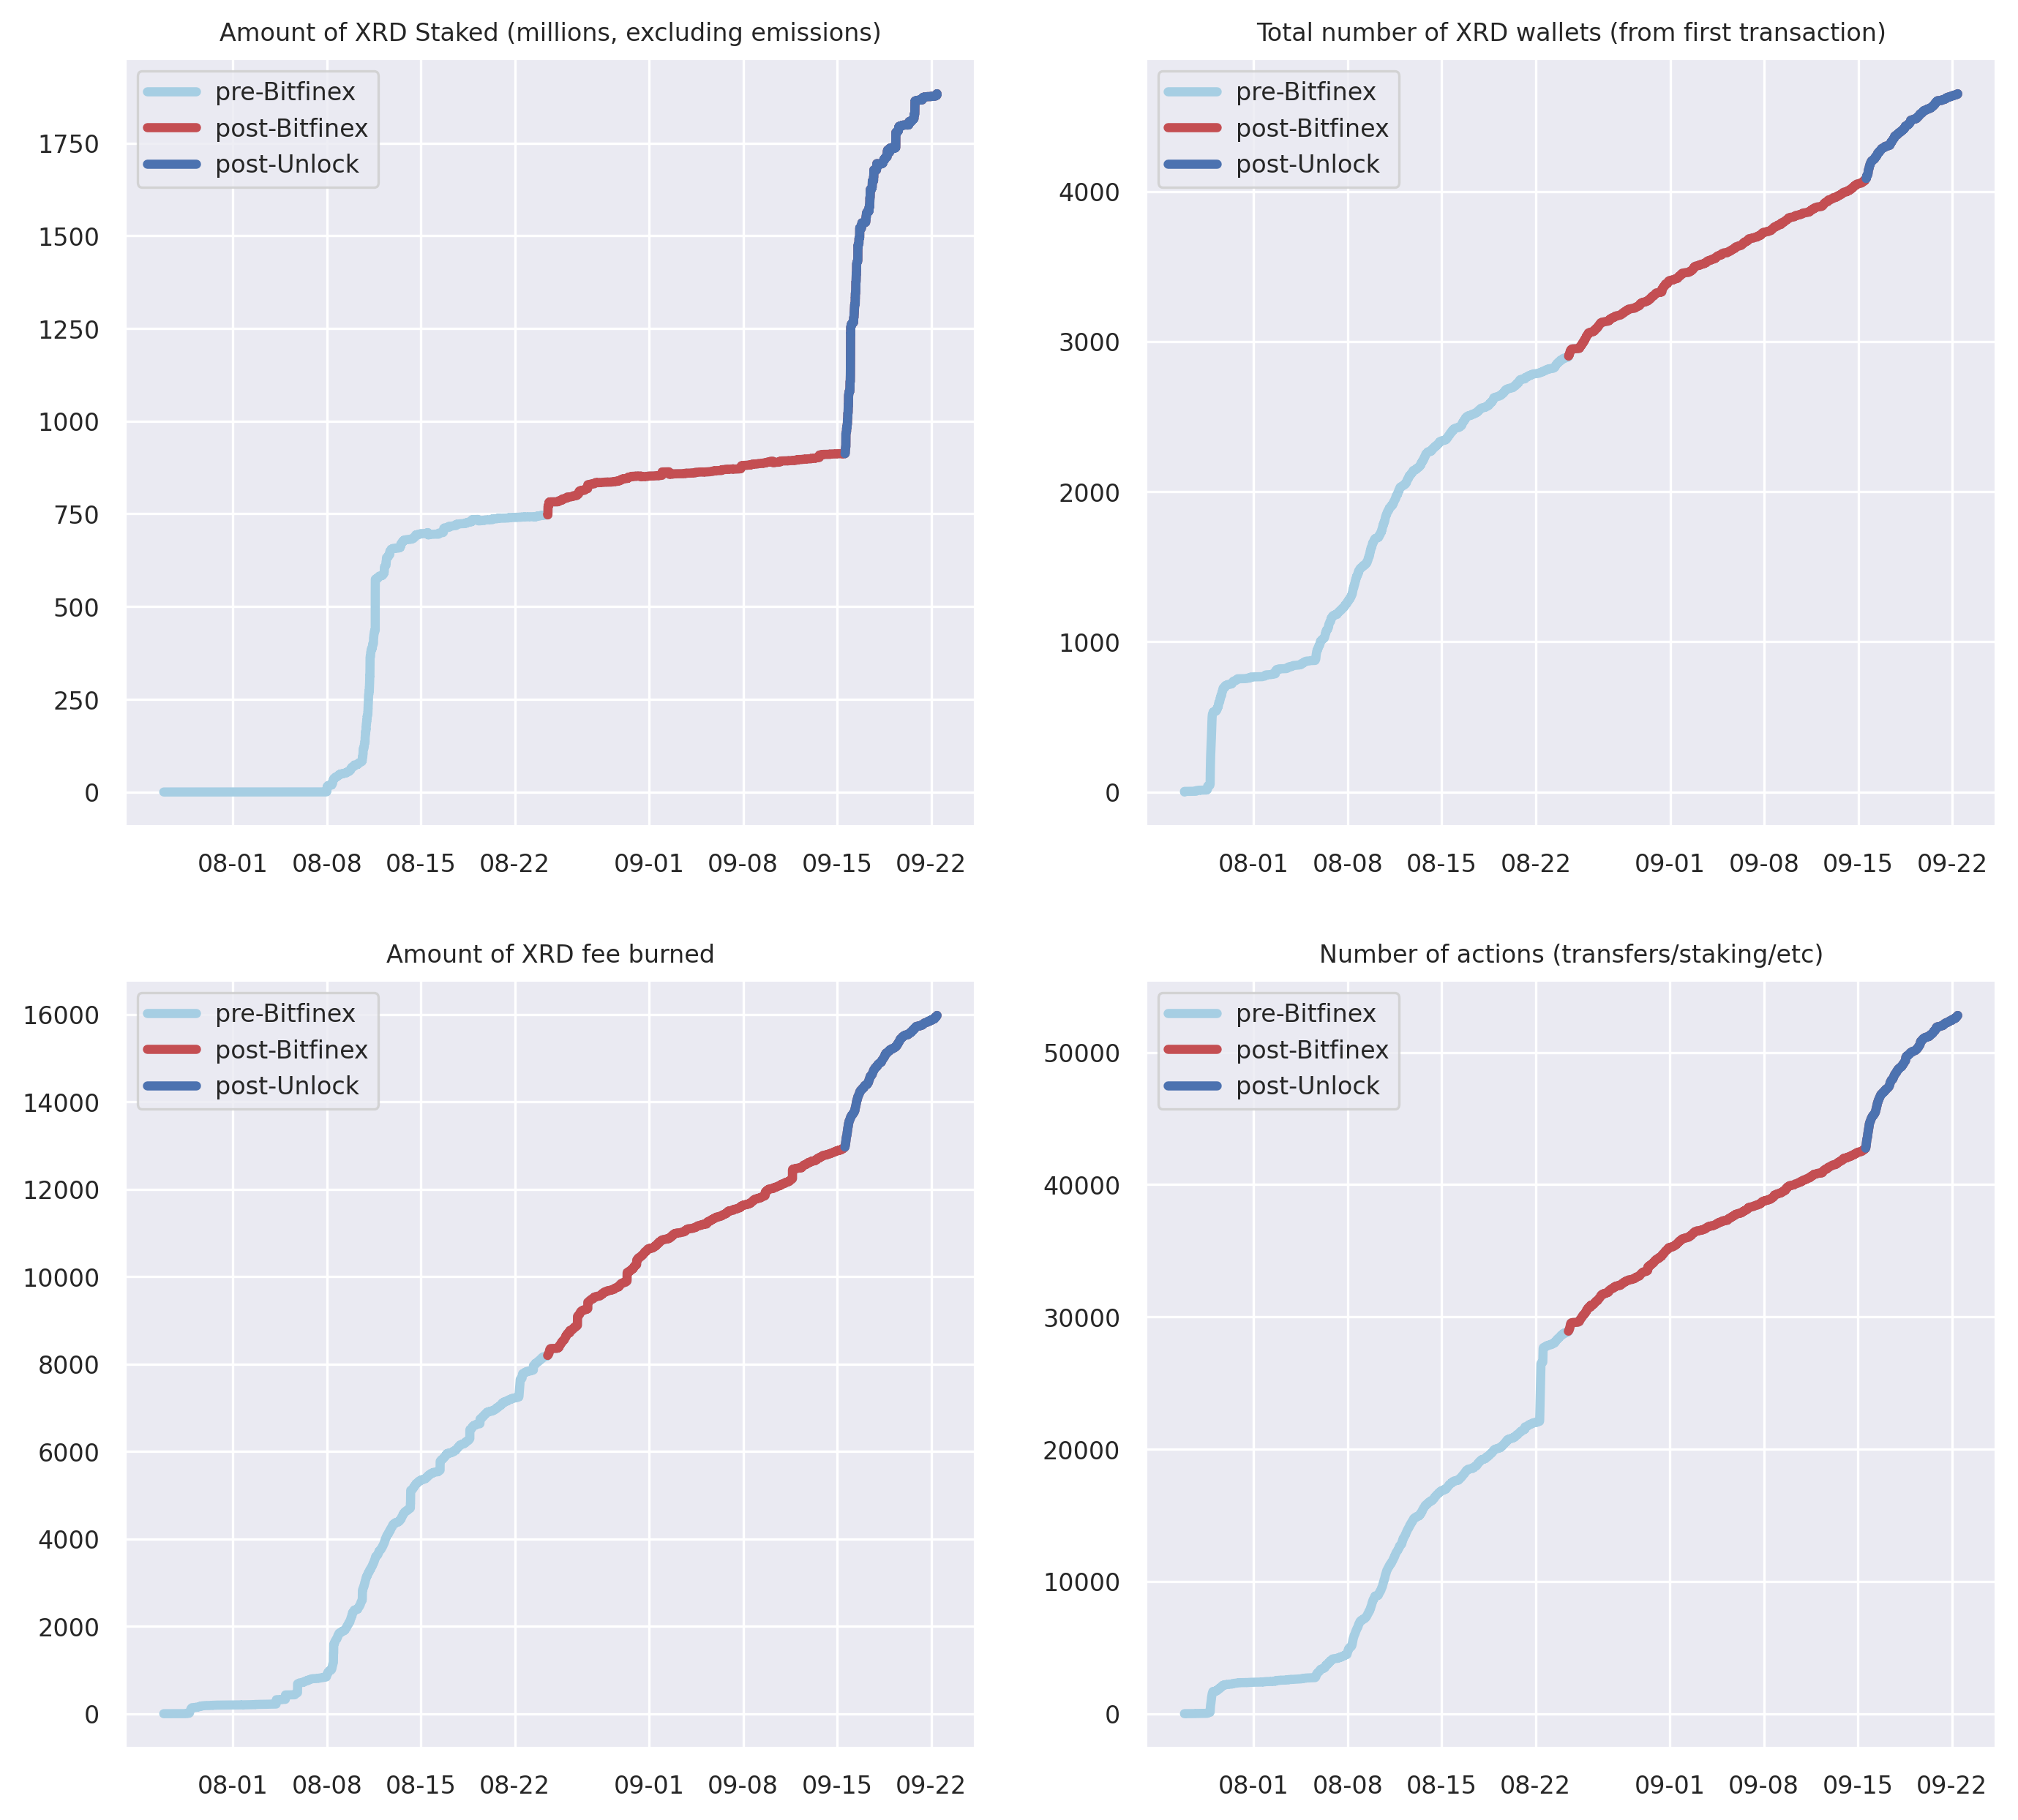 Amount of XRD Staked (millions, excluding emissions)
pre-Bitfinex
post-Bitfinex
post-Unlock
1750
1500
1250
1000
750
500
250
0
08-01 08-08 08-15 08-22 09-01 09-08 09-15 09-22
Total number of XRD wallets (from first transaction)
pre-Bitfinex
post-Bitfinex
post-Unlock
4000
3000
2000
1000
0
08-01 08-08 08-15 08-22 09-01 09-08 09-15 09-22
Amount of XRD fee burned
pre-Bitfinex
post-Bitfinex
post-Unlock
16000
14000
12000
10000
8000
6000
4000
2000
0
08-01 08-08 08-15 08-22 09-01 09-08 09-15 09-22
Number of actions (transfers/staking/etc)
pre-Bitfinex
post-Bitfinex
post-Unlock
50000
40000
30000
20000
10000
0
08-01 08-08 08-15 08-22 09-01 09-08 09-15 09-22